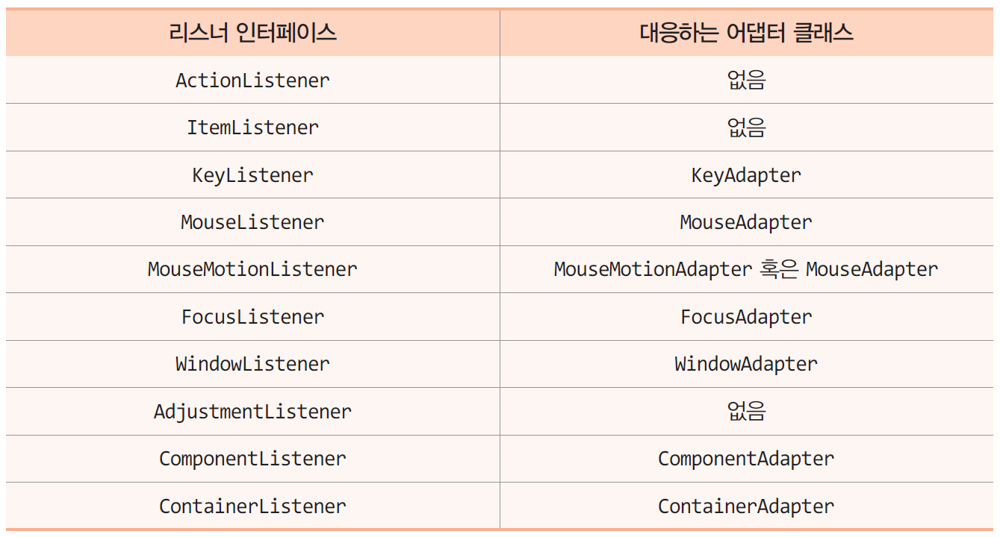 리스너 인터페이스 대응하는 어댑터 클래스
ActionListener 없음
ItemListener 없음
KeyListener KeyAdapter
MouseListener MouseAdapter
MouseMotionListener MouseMotionAdapter 혹은 MouseAdapter
FocusListener FocusAdapter
WindowListener WindowAdapter
AdjustmentListener 없음
ComponentListener ComponentAdapter
ContainerListener ContainerAdapter